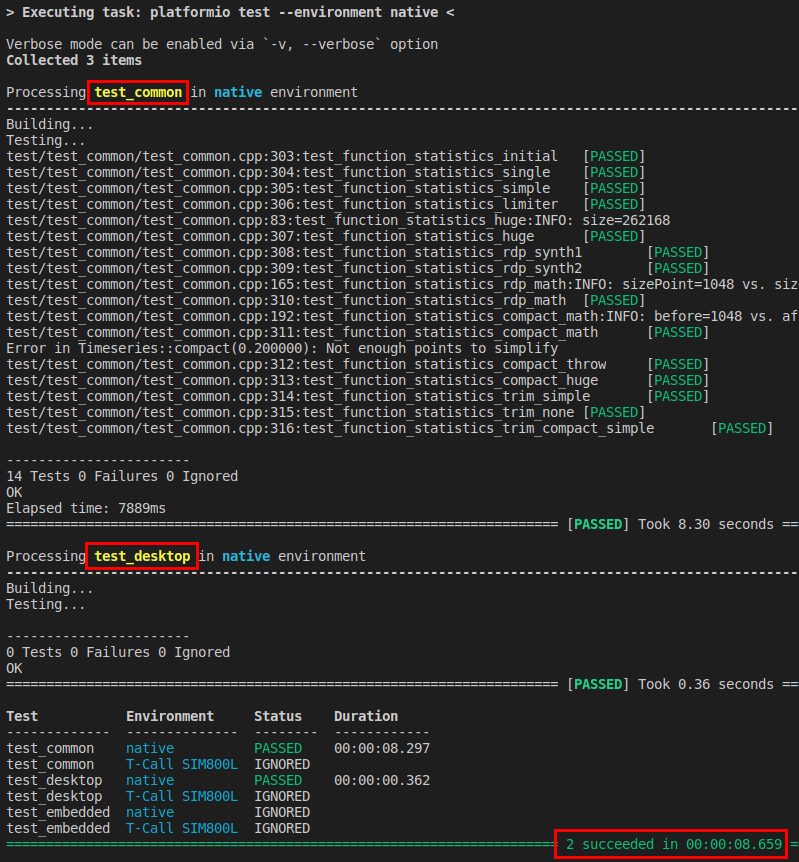 > Executing task: platformio test --environment native <
Verbose mode can be enabled via `-v, --verbose` option
Collected 3 items
Processing test_common in native environment
--------------------------------------------------------------------------------
Building...
Testing...
test/test_common/test_common.cpp:303:test_function_statistics_initial [PASSED]
test/test_common/test_common.cpp:304:test_function_statistics_single [PASSED]
test/test_common/test_common.cpp:305:test_function_statistics_simple [PASSED]
test/test_common/test_common.cpp:306:test_function_statistics_limiter [PASSED]
test/test_common/test_common.cpp:83:test_function_statistics_huge:INFO: size=262168
test/test_common/test_common.cpp:307:test_function_statistics_huge [PASSED]
test/test_common/test_common.cpp:308:test_function_statistics_rdp_synth1 [PASSED]
test/test_common/test_common.cpp:309:test_function_statistics_rdp_synth2 [PASSED]
test/test_common/test_common.cpp:165:test_function_statistics_rdp_math:INFO: sizePoint=1048 vs. siz
test/test_common/test_common.cpp:310:test_function_statistics_rdp_math [PASSED]
test/test_common/test_common.cpp:192:test_function_statistics_compact_math:INFO: before=1048 vs. af
test/test_common/test_common.cpp:311:test_function_statistics_compact_math [PASSED]
Error in Timeseries::compact(0.200000): Not enough points to simplify
test/test_common/test_common.cpp:312:test_function_statistics_compact_throw [PASSED]
test/test_common/test_common.cpp:313:test_function_statistics_compact_huge [PASSED]
test/test_common/test_common.cpp:314:test_function_statistics_trim_simple [PASSED]
test/test_common/test_common.cpp:315:test_function_statistics_trim_none [PASSED]
test/test_common/test_common.cpp:316:test_function_statistics_trim_compact_simple [PASSED]
-----------------------
14 Tests 0 Failures 0 Ignored
OK
Elapsed time: 7889ms
===================================================================== [PASSED] Took 8.30 seconds ==
Processing test_desktop in native environment
--------------------------------------------------------------------------------
Building...
Testing...
-----------------------
0 Tests 0 Failures 0 Ignored
OK
===================================================================== [PASSED] Took 0.36 seconds ==
Test Environment Status Duration
------------- -------------- -------- ------------
test_common native PASSED 00:00:08.297
test_common T-Call SIM800L IGNORED
test_desktop native PASSED 00:00:00.362
test_desktop T-Call SIM800L IGNORED
test_embedded native IGNORED
test_embedded T-Call SIM800L IGNORED
===================================================================== 2 succeeded in 00:00:08.659 =